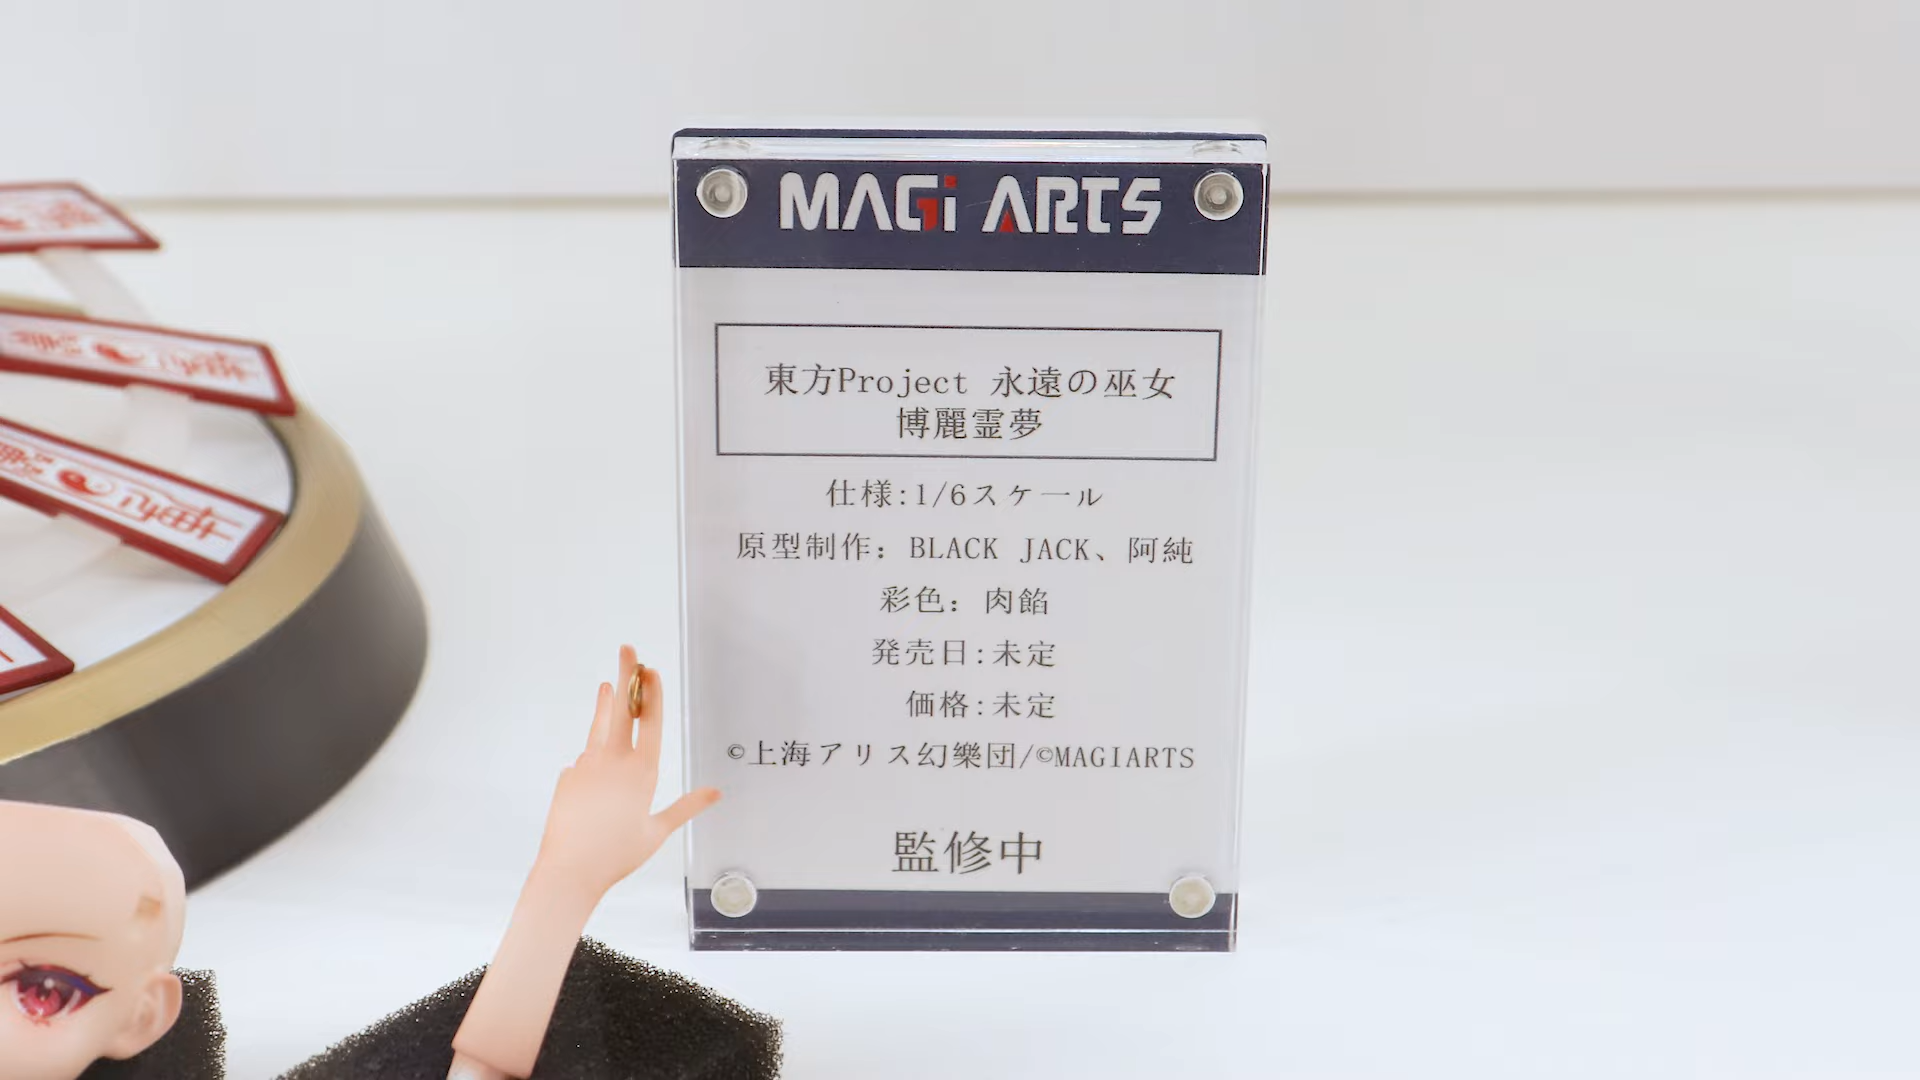 MAGi ARTS
東方Project 永遠の巫女
博麗霊夢
仕様:1/6スケール
原型制作：BLACK JACK、阿純
彩色：肉餡
発売日:未定
価格:未定
©上海アリス幻樂団/©MAGIARTS
監修中